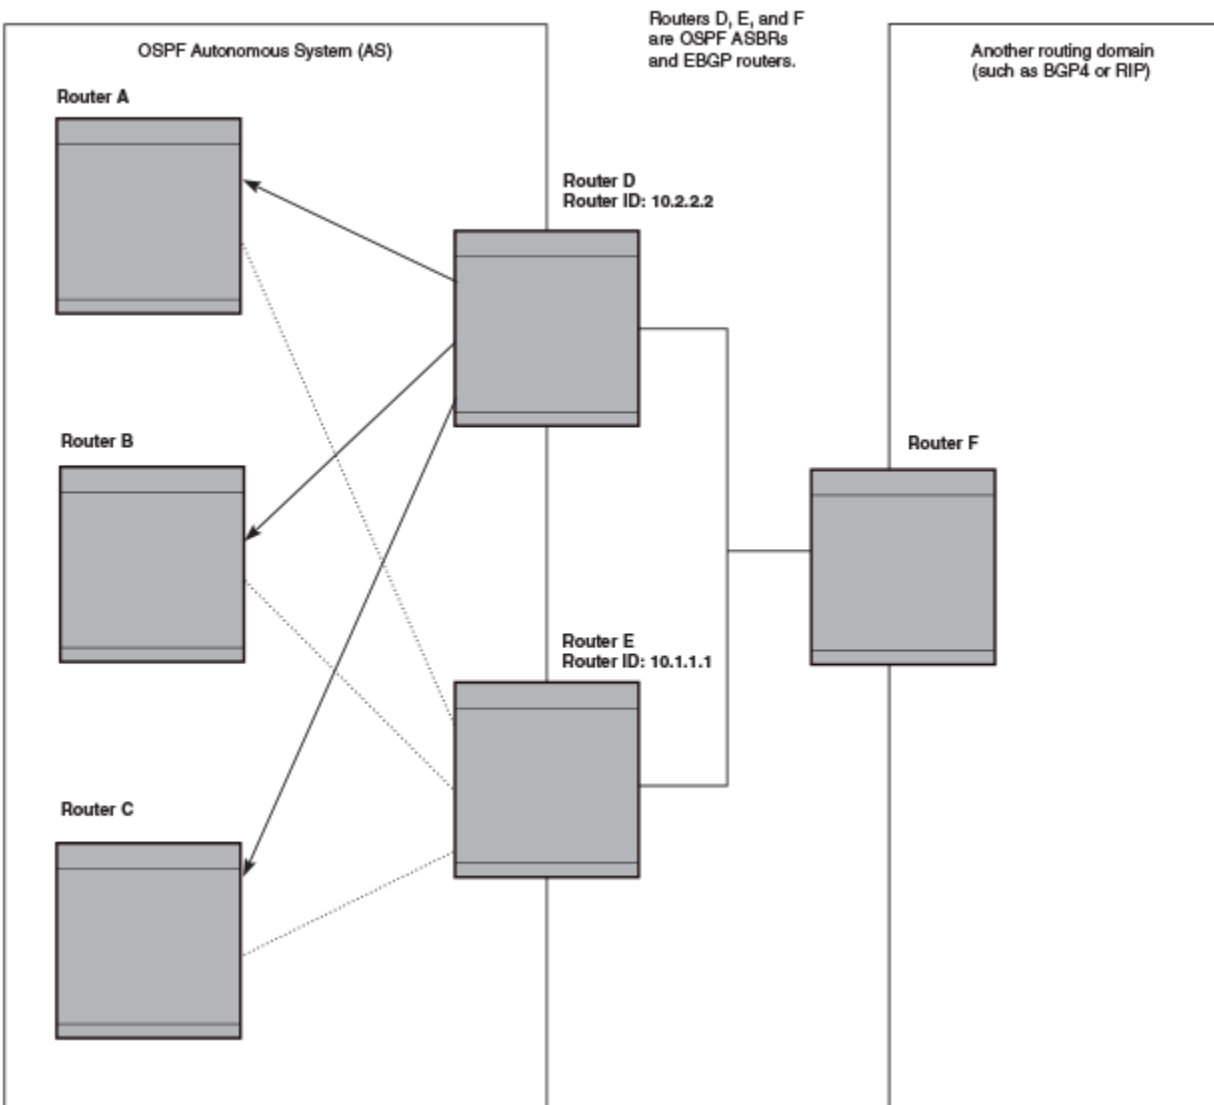 Routers D, E, and F
are OSPF ASBRs
and EBGP routers.
OSPF Autonomous System (AS)
Another routing domain
(such as BGP4 or RIP)
Router A
Router D
Router ID: 10.2.2.2
Router B
Router F
Router E
Router ID: 10.1.1.1
Router C